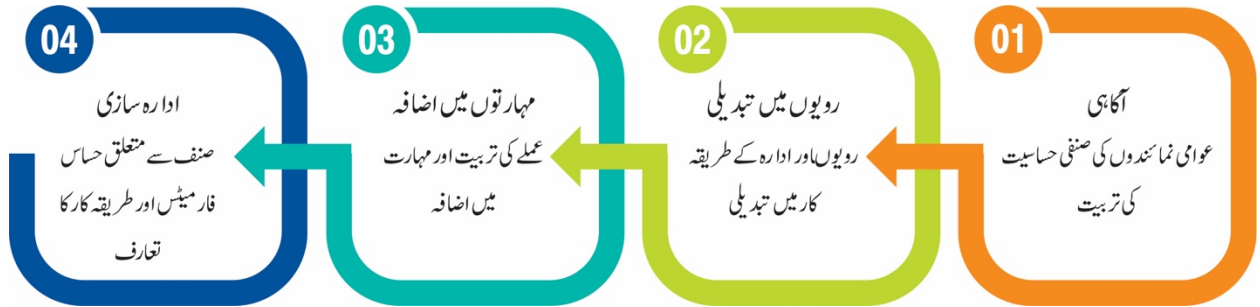 01
آگاہی
عوامی نمائندوں کی صنفی حساسیت
کی تربیت
02
رویوں میں تبدیلی
رویوں اور ادارہ کے طریقہ
کار میں تبدیلی
03
مہارتوں میں اضافہ
عملے کی تربیت اور مہارت
میں اضافہ
04
ادارہ سازی
صنف سے متعلق حساس
فارمیٹس اور طریقہ کار کا
تعارف